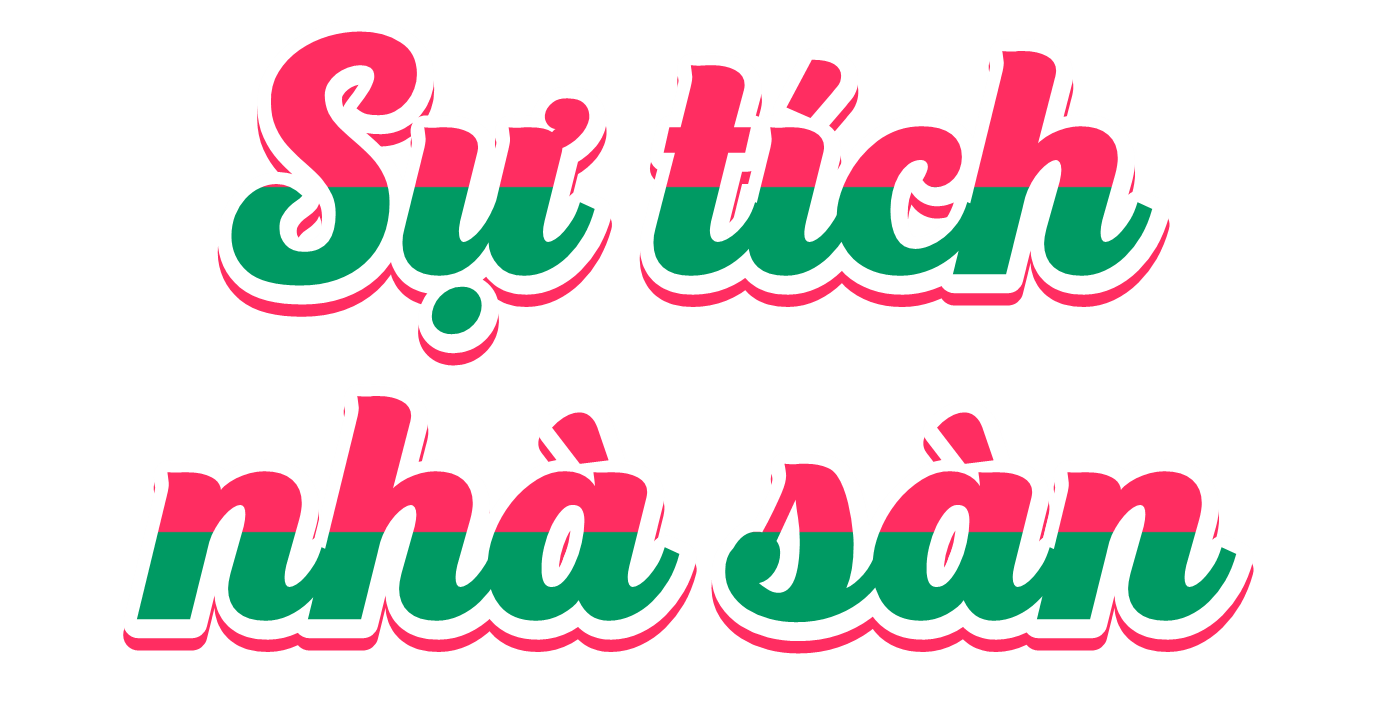 Sự tích
nhà sàn